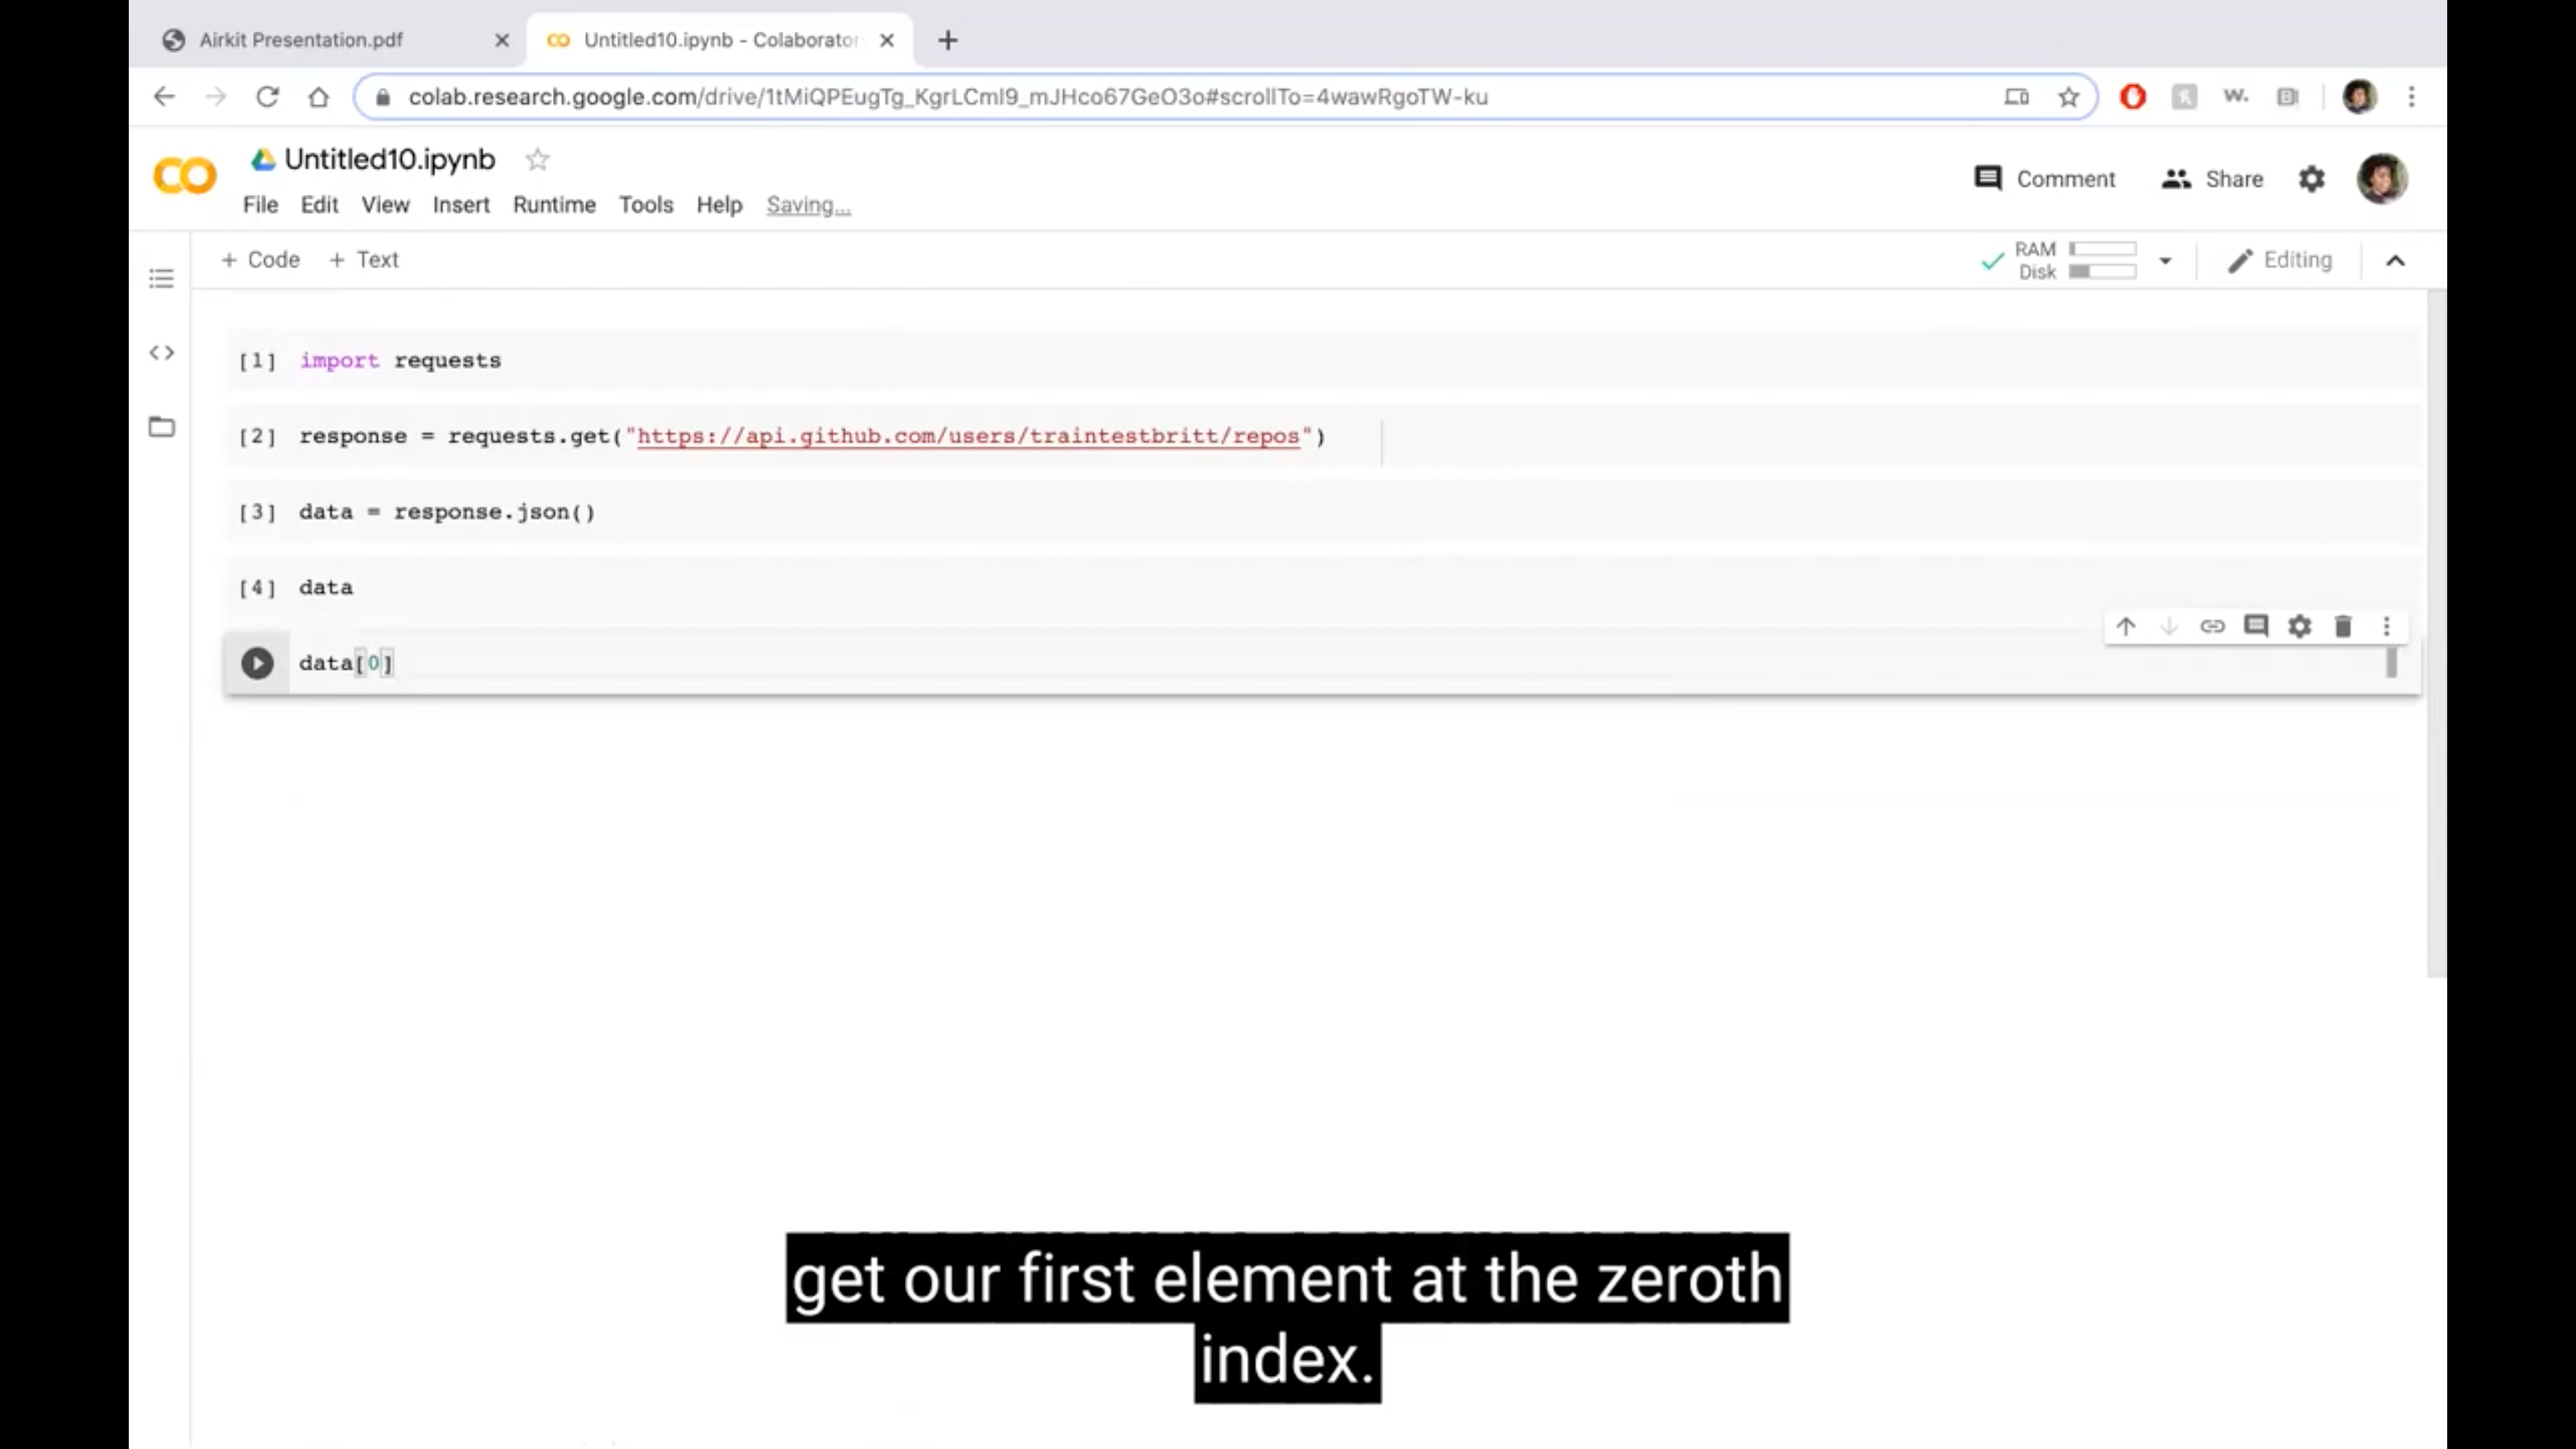 Airkit Presentation.pdf
Untitled10.ipynb - Colaborator
colab.research.google.com/drive/1tMiQPEugTg_KgrLCml9_mJHco67GeO3o#scrollTo=4wawRgoTW-ku
W.
Untitled10.ipynb
Comment
Share
File Edit View Insert Runtime Tools Help Saving...
+ Code + Text
RAM
Disk
Editing
[1] import requests
[2] response = requests.get("https://api.github.com/users/traintestbritt/repos")
[3] data = response.json()
[4] data
data[0]
get our first element at the zeroth
index.